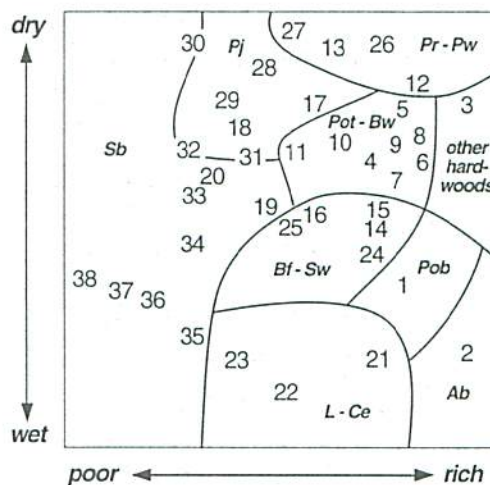 dry
30 Pj 27 13 26 Pr - Pw
28
29 17 12 3
18 Pot - Bw 5
Sb 32 31 11 10 4 9 8 6 other
20 7 hard-
33 woods
19 16 15
25 14
34 24
Bf - Sw Pob
38 37 36 1
35
23 21 2
22 Ab
L - Ce
wet
poor rich